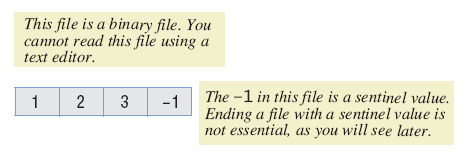 This file is a binary file. You
cannot read this file using a
text editor.
1 2 3 -1
The -1 in this file is a sentinel value.
Ending a file with a sentinel value is
not essential, as you will see later.